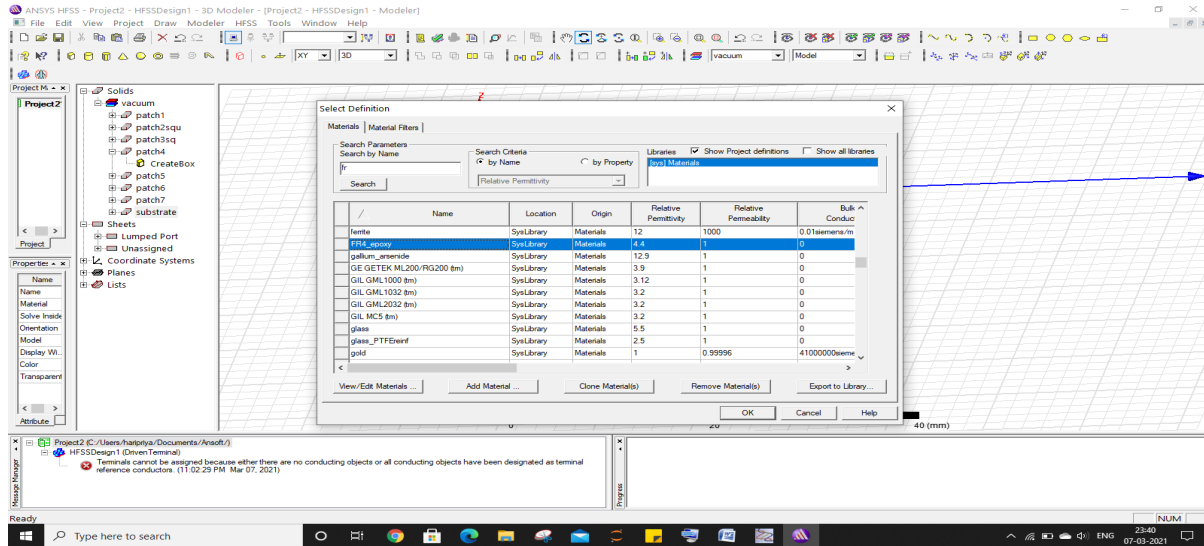 ANSYS HFSS - Project2 - HFSSDesign1 - 3D Modeler - [Project2 - HFSSDesign1 - Modeler]
File Edit View Project Draw Modeler HFSS Tools Window Help
XY 3D vacuum Model
Project M
Project2
Project
Solids
vacuum
patch1
patch2squ
patch3sq
patch4
CreateBox
patch5
patch6
patch7
substrate
Sheets
Lumped Port
Unassigned
Coordinate Systems
Planes
Lists
Properties
Name
Name
Material
Solve Inside
Orientation
Model
Display Wi...
Color
Transparent
Attribute
Z
Select Definition
Materials Material Filters
Search Parameters
Search by Name
fr
Search
Search Criteria
by Name by Property
Relative Permittivity
Libraries Show Project definitions Show all libraries
[sys] Materials
Name Location Origin Relative Permittivity Relative Permeability Bulk Conduc
ferrite SysLibrary Materials 12 1000 0.01siemens/m
FR4_epoxy SysLibrary Materials 4.4 1 0
gallium_arsenide SysLibrary Materials 12.9 1 0
GE GETEK ML200/RG200 (tm) SysLibrary Materials 3.9 1 0
GIL GML1000 (tm) SysLibrary Materials 3.12 1 0
GIL GML1032 (tm) SysLibrary Materials 3.2 1 0
GIL GML2032 (tm) SysLibrary Materials 3.2 1 0
GIL MC5 (tm) SysLibrary Materials 3.2 1 0
glass SysLibrary Materials 5.5 1 0
glass_PTFEreinf SysLibrary Materials 2.5 1 0
gold SysLibrary Materials 1 0.99996 41000000sieme
View/Edit Materials ... Add Material ... Clone Material(s) Remove Material(s) Export to Library...
OK Cancel Help
0 20 40 (mm)
Message Manager
Project2 (C:/Users/haripriya/Documents/Ansoft/)
HFSSDesign1 (DrivenTerminal)
Terminals cannot be assigned because either there are no conducting objects or all conducting objects have been designated as terminal
reference conductors. (11:02:29 PM Mar 07, 2021)
Progress
Ready
NUM
Type here to search
ENG
23:40
07-03-2021